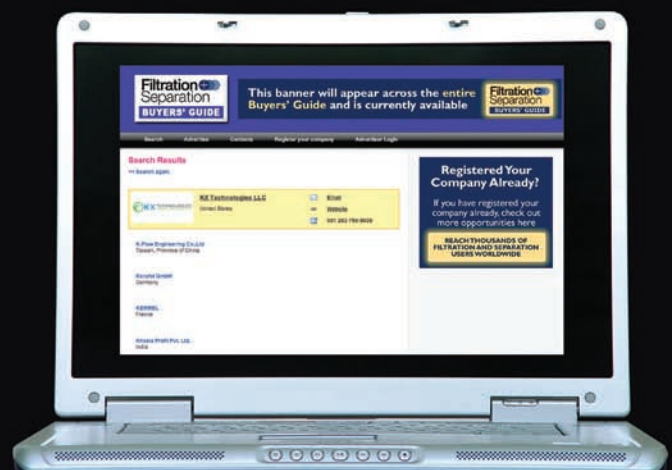 Filtration+
Separation
BUYERS' GUIDE
This banner will appear across the entire
Buyers' Guide and is currently available
Filtration+
Separation
BUYERS' GUIDE
Search Advertise Contacts Register your company Advertiser Login
Search Results
<< Search again
KX TECHNOLOGIES
KX Technologies LLC
United States
Email
Website
K-Flow Engineering Co.,Ltd
Taiwan, Province of China
Germany
KERMEL
France
India
Registered Your
Company Already?
If you have registered your
company already, check out
more opportunities here
REACH THOUSANDS OF
FILTRATION AND SEPARATION
USERS WORLDWIDE